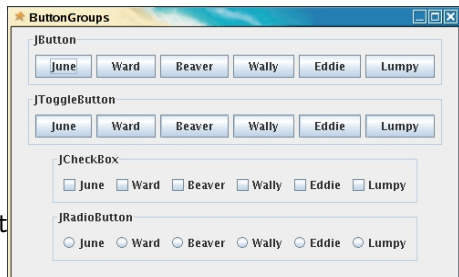 ButtonGroups
JButton
June Ward Beaver Wally Eddie Lumpy
JToggleButton
June Ward Beaver Wally Eddie Lumpy
JCheckBox
June Ward Beaver Wally Eddie Lumpy
JRadioButton
t
June Ward Beaver Wally Eddie Lumpy